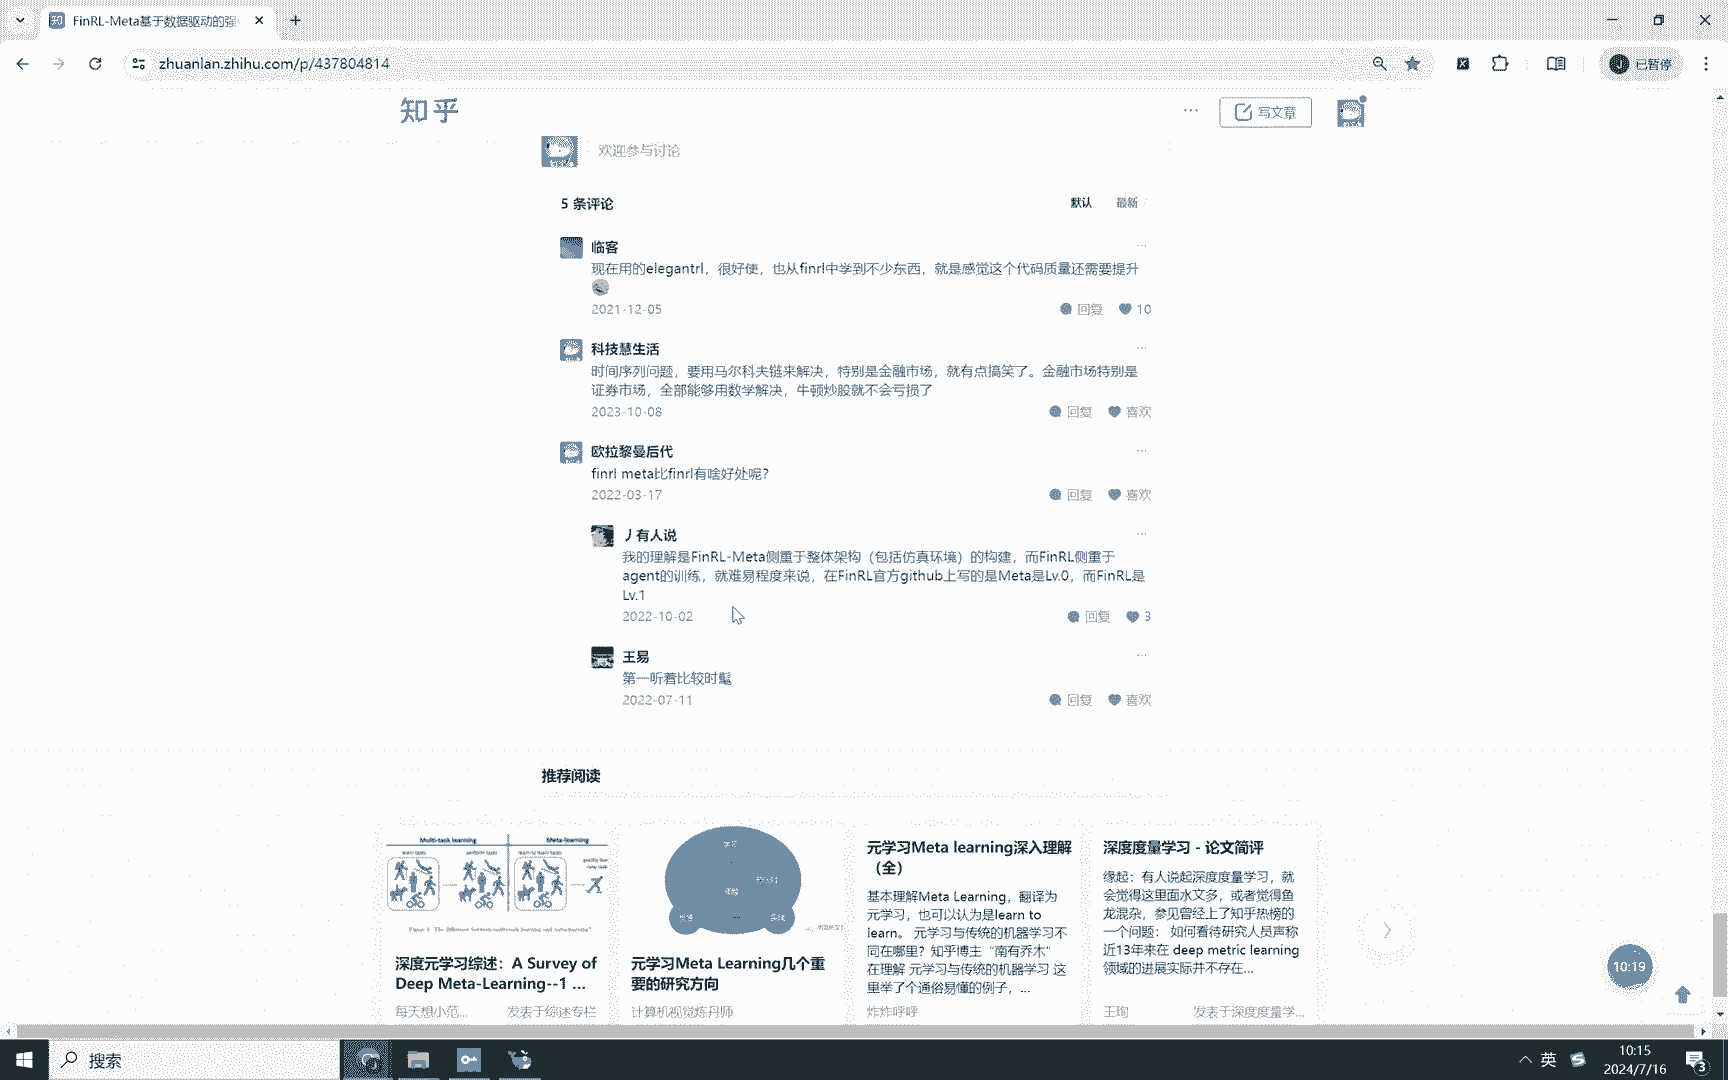 FinRL-Meta基于数据驱动的强
zhuanlan.zhihu.com/p/437804814
已暂停
知乎
写文章
欢迎参与讨论
5 条评论
默认 最新
临客
现在用的elegantrl，很好使，也从finrl中学到不少东西，就是感觉这个代码质量还需要提升
2021-12-05
回复 10
科技慧生活
时间序列问题，要用马尔科夫链来解决，特别是金融市场，就有点搞笑了。金融市场特别是
证券市场，全部能够用数学解决，牛顿炒股就不会亏损了
2023-10-08
回复 喜欢
欧拉黎曼后代
finrl meta比finrl有啥好处呢？
2022-03-17
回复 喜欢
丿有人说
我的理解是FinRL-Meta侧重于整体架构（包括仿真环境）的构建，而FinRL侧重于
agent的训练，就难易程度来说，在FinRL官方github上写的是Meta是Lv.0，而FinRL是
Lv.1
2022-10-02
回复 3
王易
第一听着比较时髦
2022-07-11
回复 喜欢
推荐阅读
Multi-task learning Meta-learning
深度元学习综述：A Survey of
Deep Meta-Learning--1 ...
每天想小范... 发表于综述专栏
元学习Meta Learning几个重
要的研究方向
计算机视觉炼丹师
元学习Meta learning深入理解
（全）
基本理解Meta Learning，翻译为
元学习，也可以认为是learn to
learn。 元学习与传统的机器学习不
同在哪里？知乎博主“南有乔木”
在理解 元学习与传统的机器学习 这
里举了个通俗易懂的例子，...
炸炸呼呼
深度度量学习 - 论文简评
缘起：有人说起深度度量学习，就
会觉得这里面水文多，或者觉得鱼
龙混杂，参见曾经上了知乎热榜的
一个问题： 如何看待研究人员声称
近13年来在 deep metric learning
领域的进展实际并不存在...
王珣 发表于深度度量学...
10:19
搜索
英
10:15
2024/7/16
3